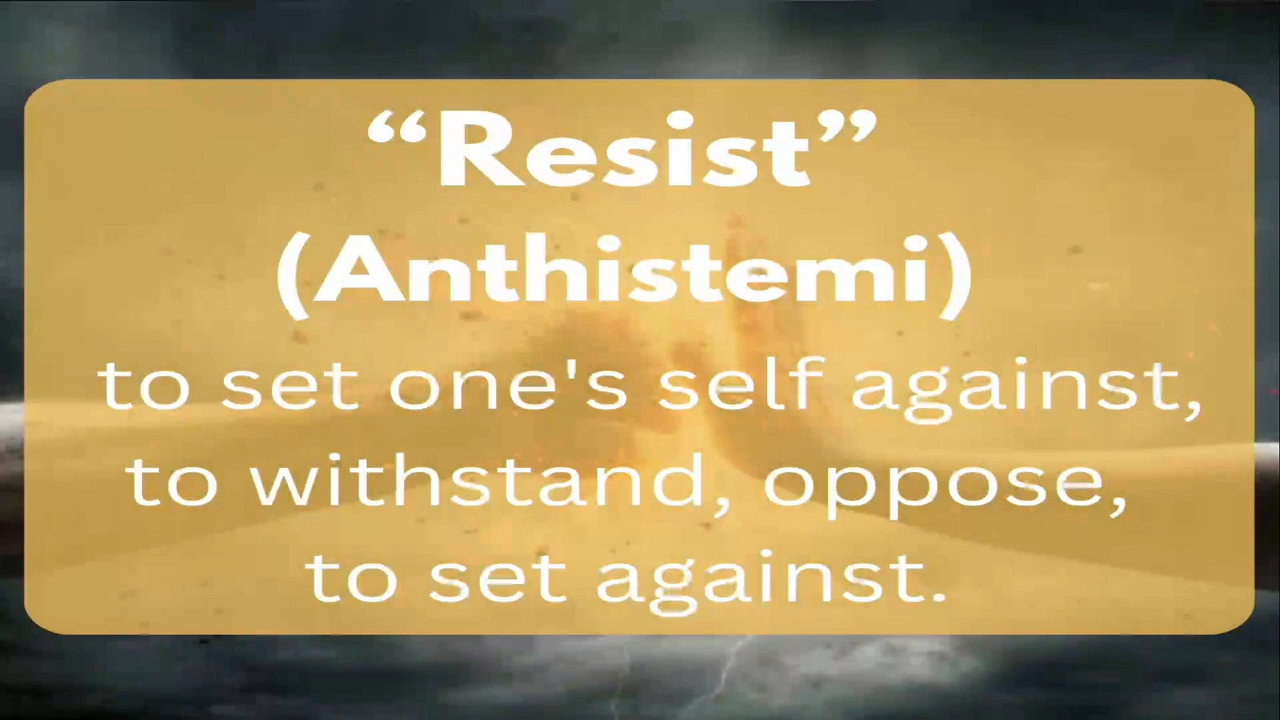 “Resist”
(Anthistemi)
to set one's self against,
to withstand, oppose,
to set against.